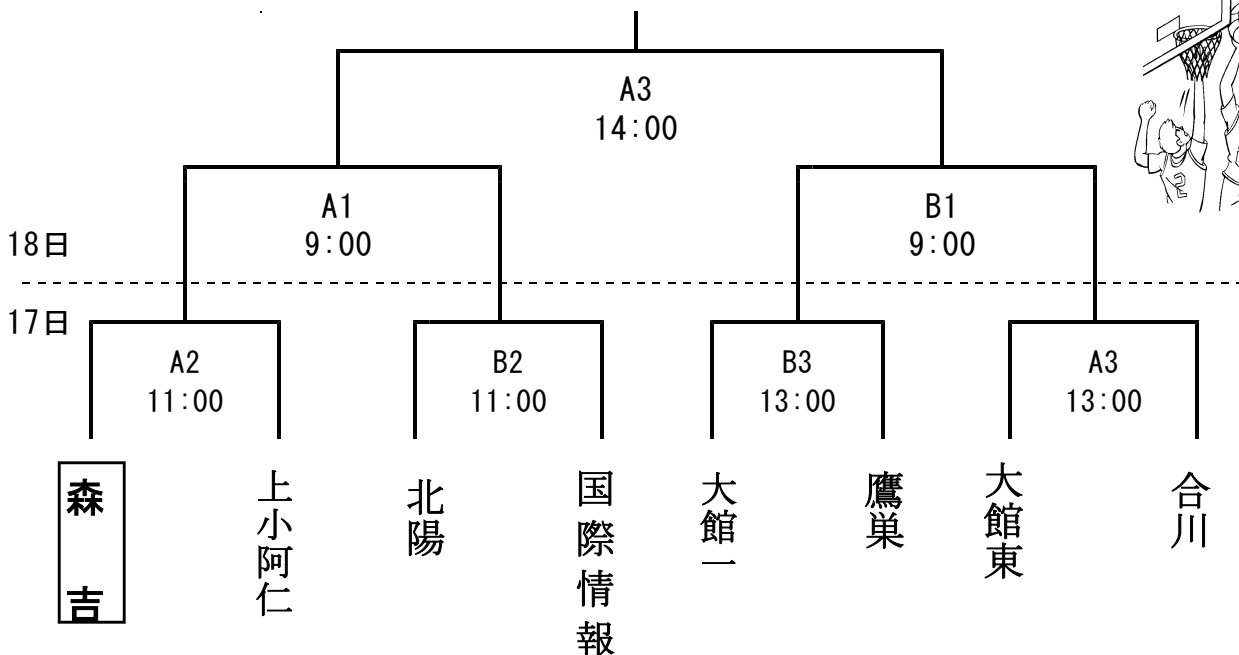 A3
14:00
A1
9:00
B1
9:00
18日
17日
A2
11:00
B2
11:00
B3
13:00
A3
13:00
森吉
上小阿仁
北陽
国際情報
大館一
鷹巣
大館東
合川
2